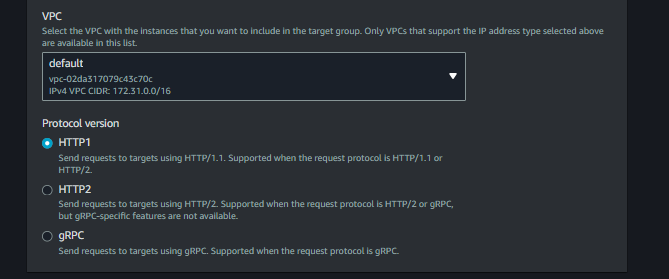 VPC
Select the VPC with the instances that you want to include in the target group. Only VPCs that support the IP address type selected above
are available in this list.
default
vpc-02da317079c43c70c
IPv4 VPC CIDR: 172.31.0.0/16
Protocol version
HTTP1
Send requests to targets using HTTP/1.1. Supported when the request protocol is HTTP/1.1 or
HTTP/2.
HTTP2
Send requests to targets using HTTP/2. Supported when the request protocol is HTTP/2 or gRPC,
but gRPC-specific features are not available.
gRPC
Send requests to targets using gRPC. Supported when the request protocol is gRPC.